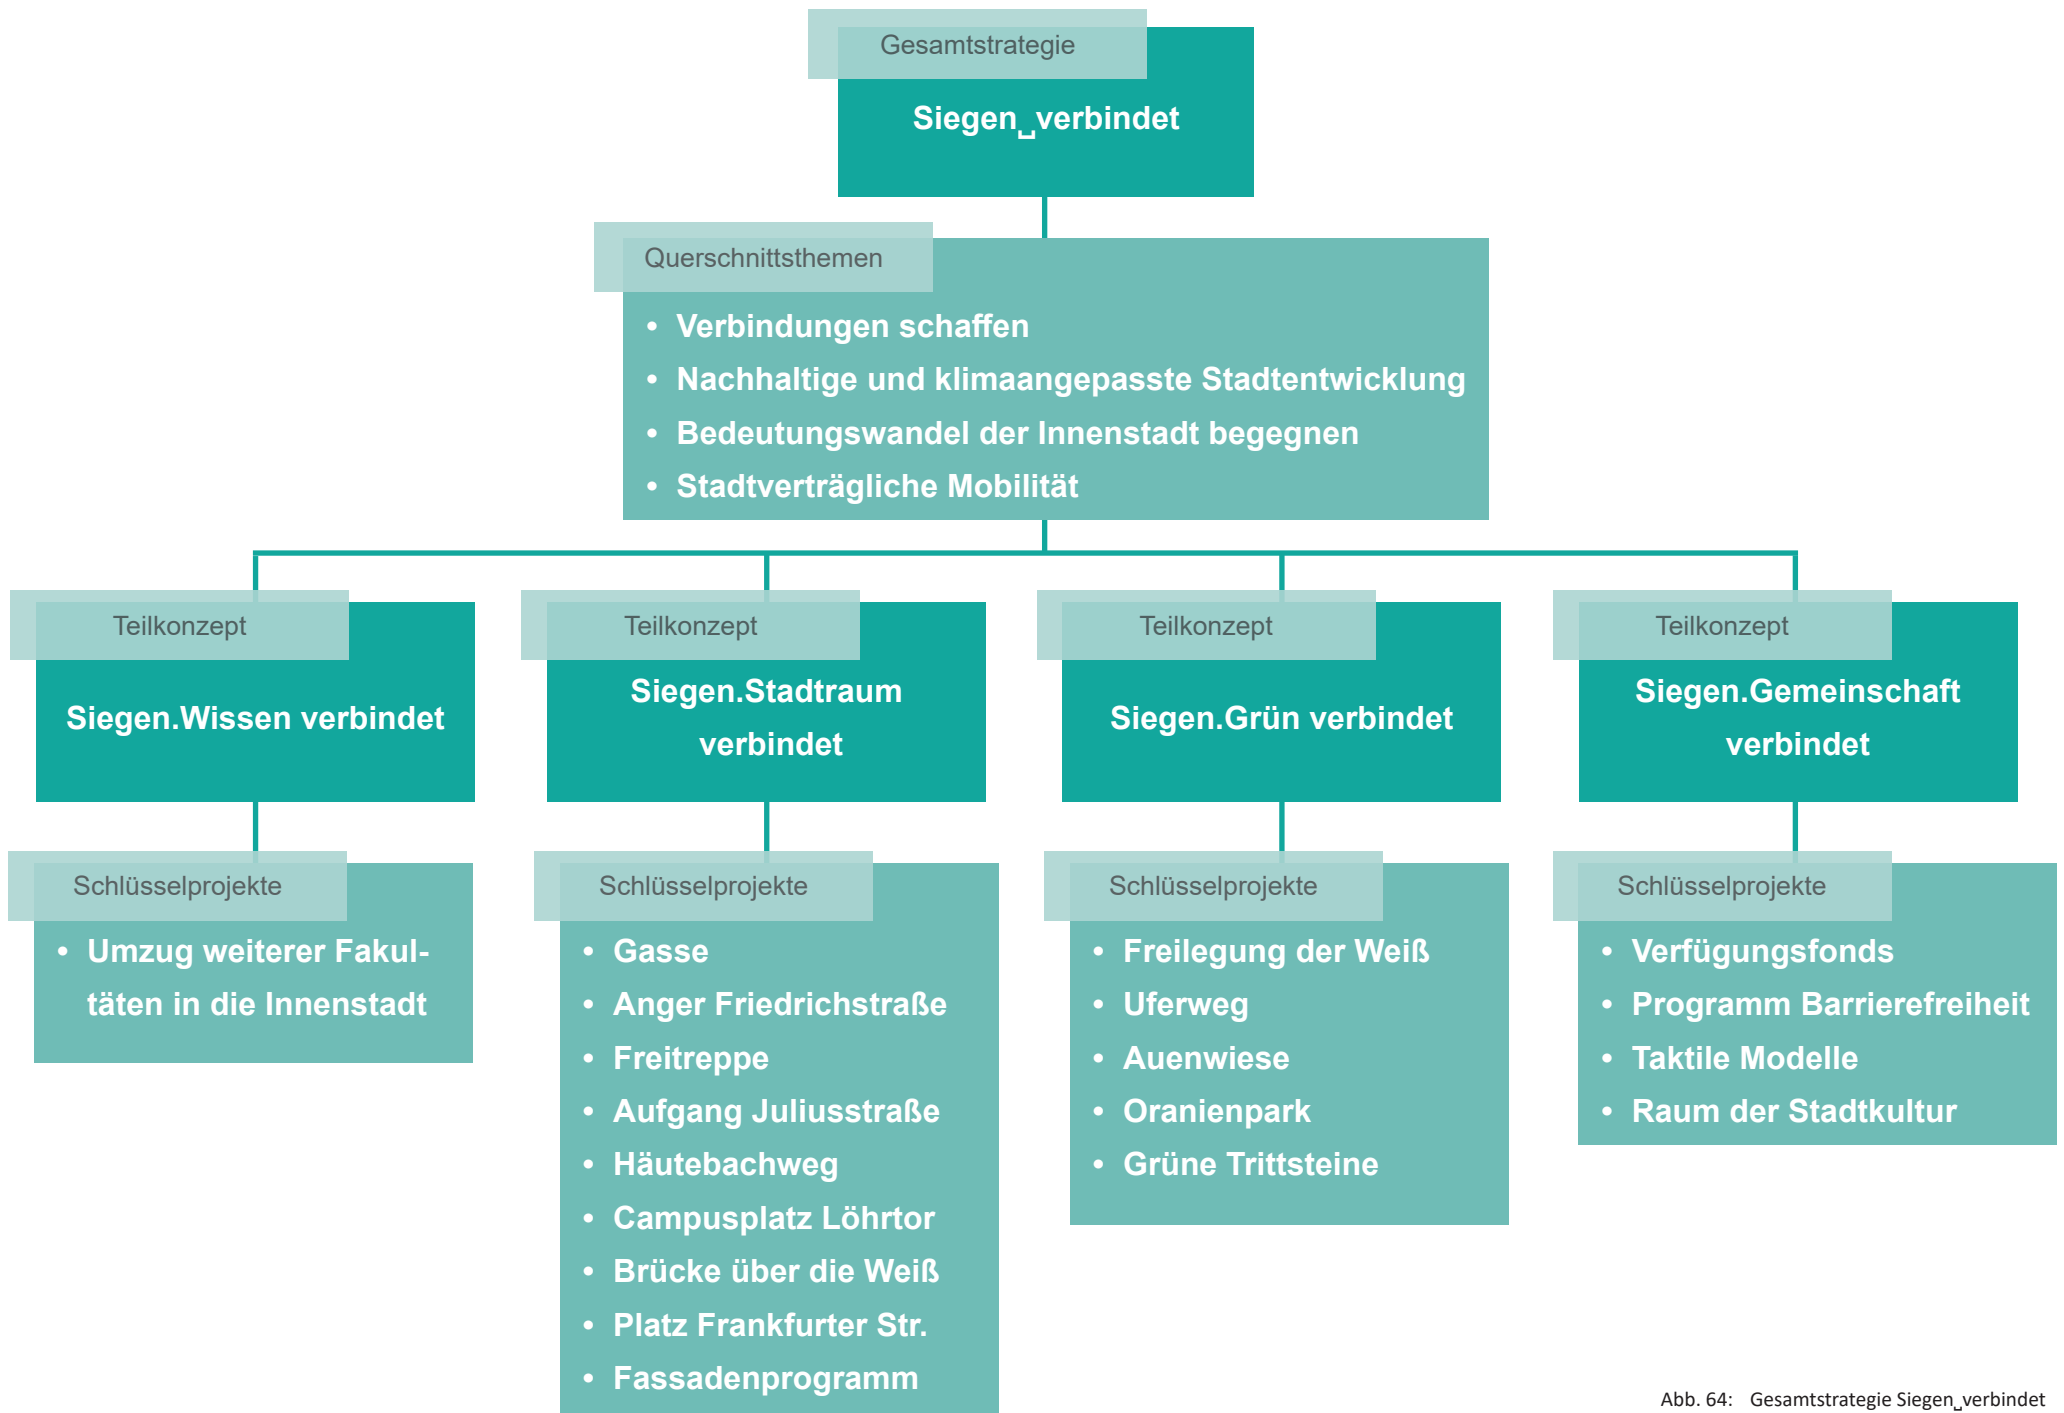 Gesamtstrategie
Siegen␣verbindet
Querschnittsthemen
• Verbindungen schaffen
• Nachhaltige und klimaangepasste Stadtentwicklung
• Bedeutungswandel der Innenstadt begegnen
• Stadtverträgliche Mobilität
Teilkonzept
Siegen.Wissen verbindet
Schlüsselprojekte
• Umzug weiterer Fakul-
täten in die Innenstadt
Teilkonzept
Siegen.Stadtraum
verbindet
Schlüsselprojekte
• Gasse
• Anger Friedrichstraße
• Freitreppe
• Aufgang Juliusstraße
• Häutebachweg
• Campusplatz Löhrtor
• Brücke über die Weiß
• Platz Frankfurter Str.
• Fassadenprogramm
Teilkonzept
Siegen.Grün verbindet
Schlüsselprojekte
• Freilegung der Weiß
• Uferweg
• Auenwiese
• Oranienpark
• Grüne Trittsteine
Teilkonzept
Siegen.Gemeinschaft
verbindet
Schlüsselprojekte
• Verfügungsfonds
• Programm Barrierefreiheit
• Taktile Modelle
• Raum der Stadtkultur
Abb. 64: Gesamtstrategie Siegen␣verbindet